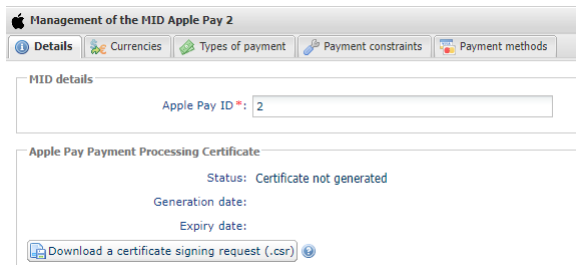 Management of the MID Apple Pay 2
Details Currencies Types of payment Payment constraints Payment methods
MID details
Apple Pay ID*: 2
Apple Pay Payment Processing Certificate
Status: Certificate not generated
Generation date:
Expiry date:
Download a certificate signing request (.csr)